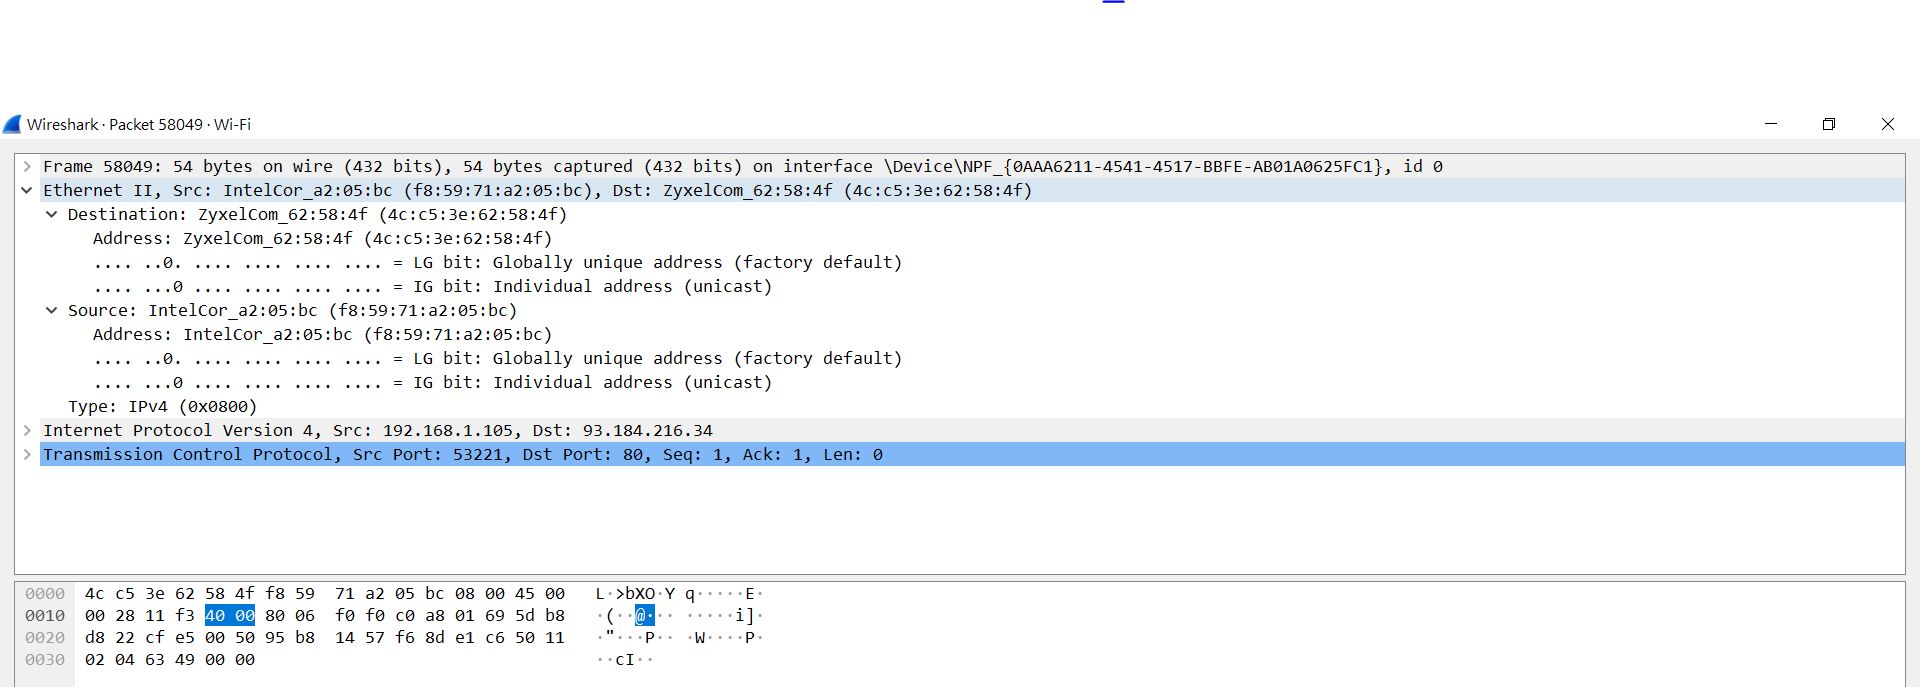 Wireshark · Packet 58049 · Wi-Fi
Frame 58049: 54 bytes on wire (432 bits), 54 bytes captured (432 bits) on interface \Device\NPF_{0AAA6211-4541-4517-BBFE-AB01A0625FC1}, id 0
Ethernet II, Src: IntelCor_a2:05:bc (f8:59:71:a2:05:bc), Dst: ZyxelCom_62:58:4f (4c:c5:3e:62:58:4f)
Destination: ZyxelCom_62:58:4f (4c:c5:3e:62:58:4f)
Address: ZyxelCom_62:58:4f (4c:c5:3e:62:58:4f)
.... ..0. .... .... .... .... = LG bit: Globally unique address (factory default)
.... ...0 .... .... .... .... = IG bit: Individual address (unicast)
Source: IntelCor_a2:05:bc (f8:59:71:a2:05:bc)
Address: IntelCor_a2:05:bc (f8:59:71:a2:05:bc)
.... ..0. .... .... .... .... = LG bit: Globally unique address (factory default)
.... ...0 .... .... .... .... = IG bit: Individual address (unicast)
Type: IPv4 (0x0800)
Internet Protocol Version 4, Src: 192.168.1.105, Dst: 93.184.216.34
Transmission Control Protocol, Src Port: 53221, Dst Port: 80, Seq: 1, Ack: 1, Len: 0
0000 4c c5 3e 62 58 4f f8 59 71 a2 05 bc 08 00 45 00 L·>bXO·Y q·····E·
0010 00 28 11 f3 40 00 80 06 f0 f0 c0 a8 01 69 5d b8 ·(··@··· ·····i]·
0020 d8 22 cf e5 00 50 95 b8 14 57 f6 8d e1 c6 50 11 ·"···P·· ·W····P·
0030 02 04 63 49 00 00 ··cI··